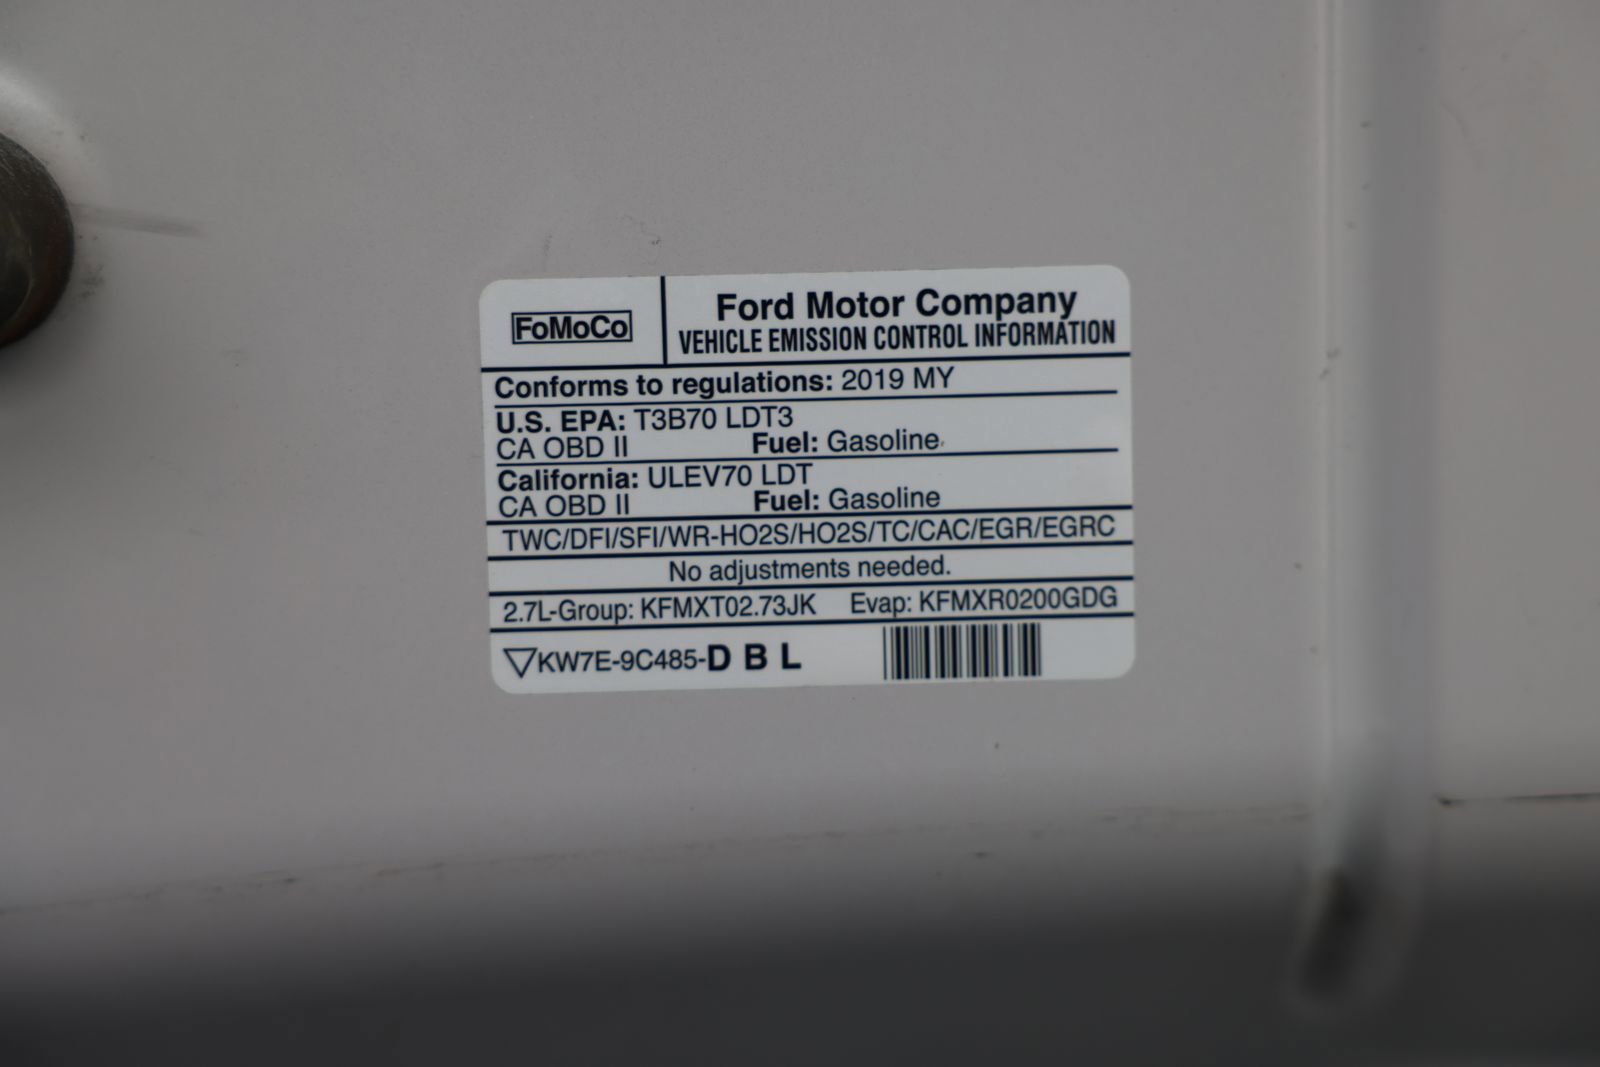 FoMoCo
Ford Motor Company
VEHICLE EMISSION CONTROL INFORMATION
Conforms to regulations: 2019 MY
U.S. EPA: T3B70 LDT3
CA OBD II Fuel: Gasoline
California: ULEV70 LDT
CA OBD II Fuel: Gasoline
TWC/DFI/SFI/WR-HO2S/HO2S/TC/CAC/EGR/EGRC
No adjustments needed.
2.7L-Group: KFMXT02.73JK Evap: KFMXR0200GDG
KW7E-9C485-D B L